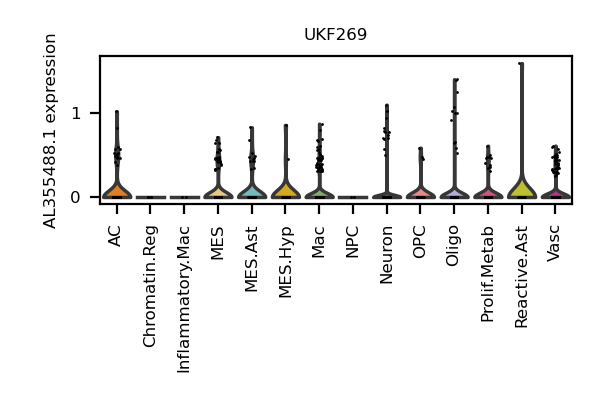 UKF269
AL355488.1 expression
1
0
AC
Chromatin.Reg
Inflammatory.Mac
MES
MES.Ast
MES.Hyp
Mac
NPC
Neuron
OPC
Oligo
Prolif.Metab
Reactive.Ast
Vasc